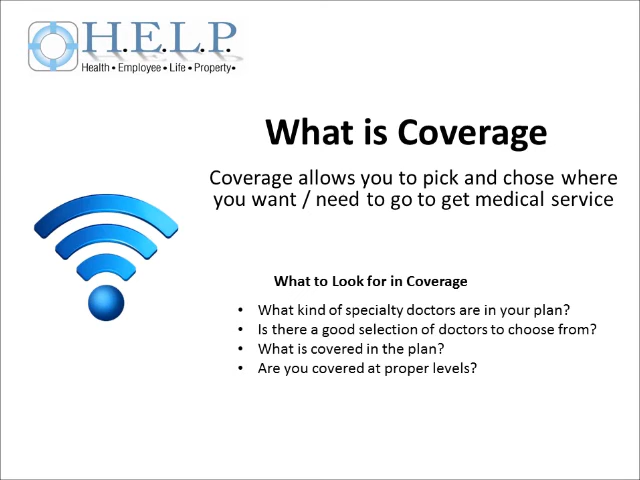 H.E.L.P.
Health • Employee • Life • Property •
What is Coverage
Coverage allows you to pick and chose where
you want / need to go to get medical service
What to Look for in Coverage
• What kind of specialty doctors are in your plan?
• Is there a good selection of doctors to choose from?
• What is covered in the plan?
• Are you covered at proper levels?